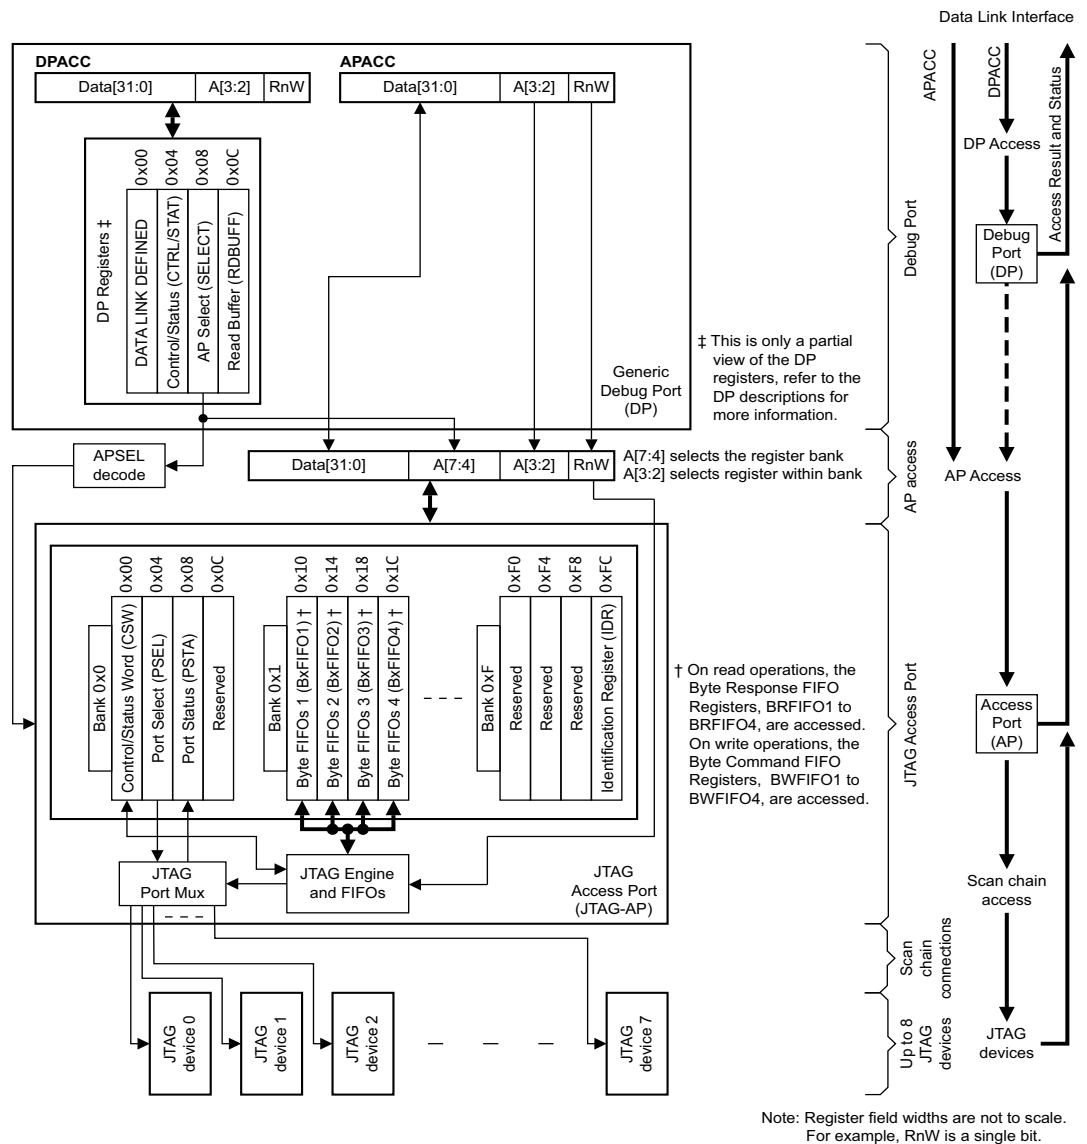 Data Link Interface
DPACC
Data[31:0] A[3:2] RnW
APACC
Data[31:0] A[3:2] RnW
DP Registers ‡
0x00
0x04
0x08
0x0C
DATA LINK DEFINED
Control/Status (CTRL/STAT)
AP Select (SELECT)
Read Buffer (RDBUFF)
Generic
Debug Port
(DP)
‡ This is only a partial
view of the DP
registers, refer to the
DP descriptions for
more information.
Debug Port
APACC
DPACC
Access Result and Status
DP Access
Debug
Port
(DP)
APSEL
decode
Data[31:0] A[7:4] A[3:2] RnW
A[7:4] selects the register bank
A[3:2] selects register within bank
AP access
AP Access
0x00
0x04
0x08
0x0C
Bank 0x0
Control/Status Word (CSW)
Port Select (PSEL)
Port Status (PSTA)
Reserved
0x10
0x14
0x18
0x1C
Bank 0x1
Byte FIFOs 1 (BxFIFO1) †
Byte FIFOs 2 (BxFIFO2) †
Byte FIFOs 3 (BxFIFO3) †
Byte FIFOs 4 (BxFIFO4) †
0xF0
0xF4
0xF8
0xFC
Bank 0xF
Reserved
Reserved
Reserved
Identification Register (IDR)
† On read operations, the
Byte Response FIFO
Registers, BRFIFO1 to
BRFIFO4, are accessed.
On write operations, the
Byte Command FIFO
Registers, BWFIFO1 to
BWFIFO4, are accessed.
JTAG Access Port
Access
Port
(AP)
JTAG
Port Mux
JTAG Engine
and FIFOs
JTAG
Access Port
(JTAG-AP)
Scan chain
access
Scan
chain
connections
JTAG
device 0
JTAG
device 1
JTAG
device 2
JTAG
device 7
Up to 8
JTAG
devices
JTAG
devices
Note: Register field widths are not to scale.
For example, RnW is a single bit.